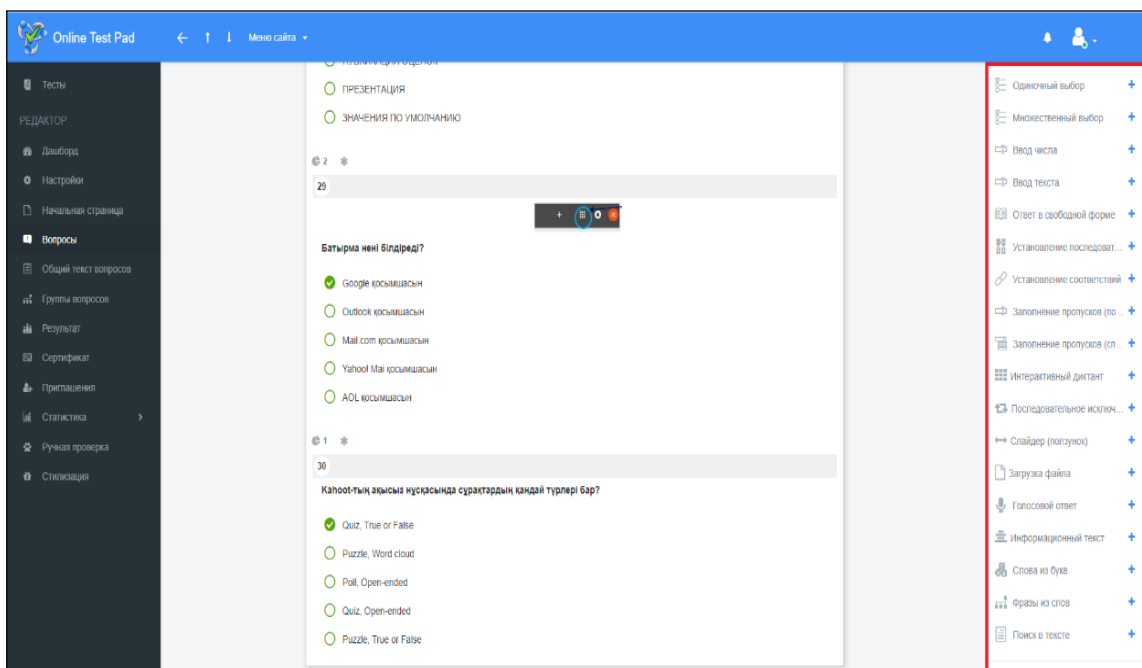 Online Test Pad
Меню сайта
Тесты
РЕДАКТОР
Дашборд
Настройки
Начальная страница
Вопросы
Общий текст вопросов
Группы вопросов
Результат
Сертификат
Приглашения
Статистика
Ручная проверка
Стилизация
ПУБЛИКАЦИИ ОЦЕНОК
ПРЕЗЕНТАЦИЯ
ЗНАЧЕНИЯ ПО УМОЛЧАНИЮ
2
29
Батырма нені білдіреді?
Google қосымшасын
Outlook қосымшасын
Mail.com қосымшасын
Yahool Mai қосымшасын
AOL қосымшасын
1
30
Kahoot-тың ақысыз нұсқасында сұрақтардың қандай түрлері бар?
Quiz, True or False
Puzzle, Word cloud
Poll, Open-ended
Quiz, Open-ended
Puzzle, True or False
Одиночный выбор
Множественный выбор
Ввод числа
Ввод текста
Ответ в свободной форме
Установление последоват...
Установление соответствий
Заполнение пропусков (по...
Заполнение пропусков (сп...
Интерактивный диктант
Последовательное исключ...
Слайдер (ползунок)
Загрузка файла
Голосовой ответ
Информационный текст
Слова из букв
Фразы из слов
Поиск в тексте